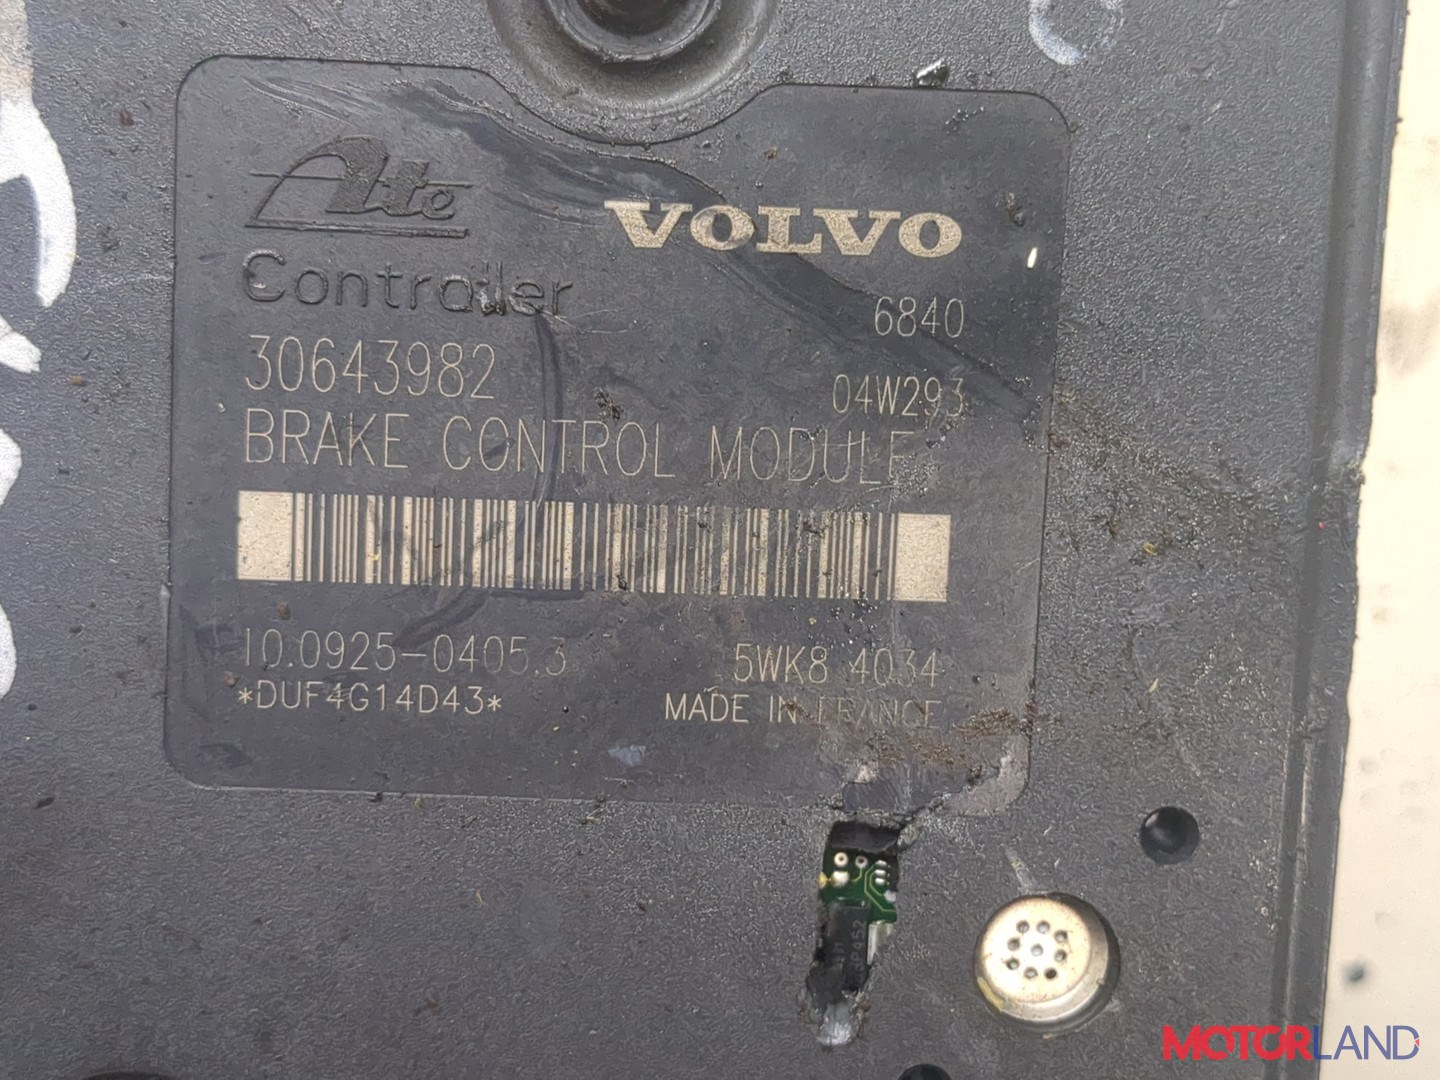 Ate
VOLVO
Controller
6840
30643982
04W293
BRAKE CONTROL MODULE
10.0925-0405.3
5WK8 4034
*DUF4G14D43*
MADE IN FRANCE
MOTORLAND